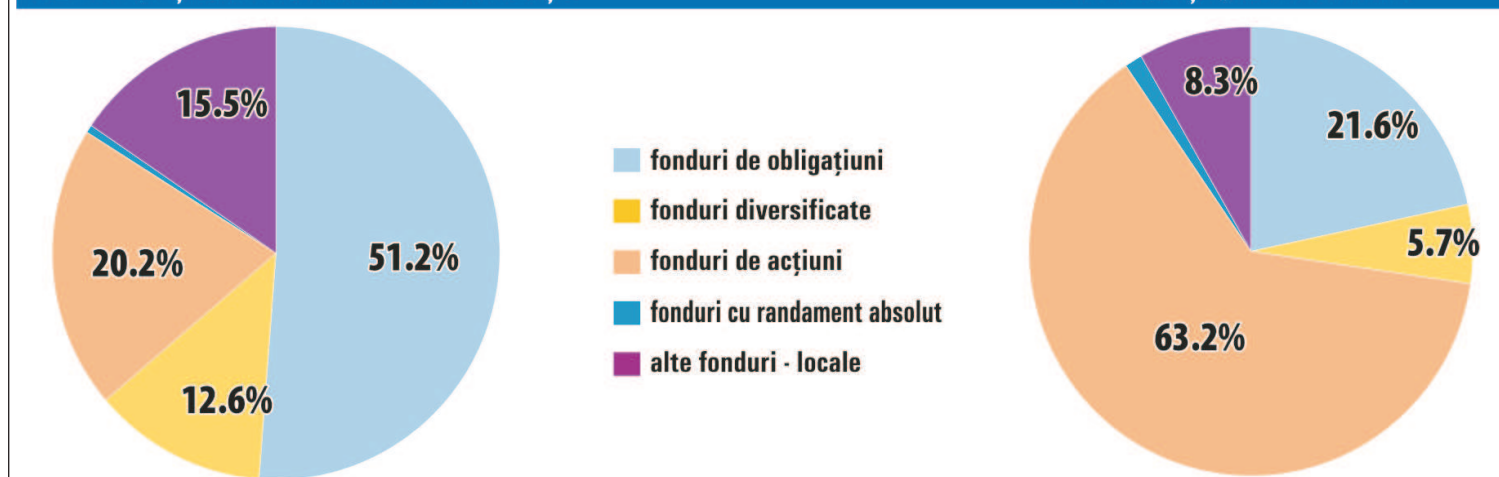 15.5%
51.2%
20.2%
12.6%
fonduri de obligațiuni
fonduri diversificate
fonduri de acțiuni
fonduri cu randament absolut
alte fonduri - locale
8.3%
21.6%
5.7%
63.2%